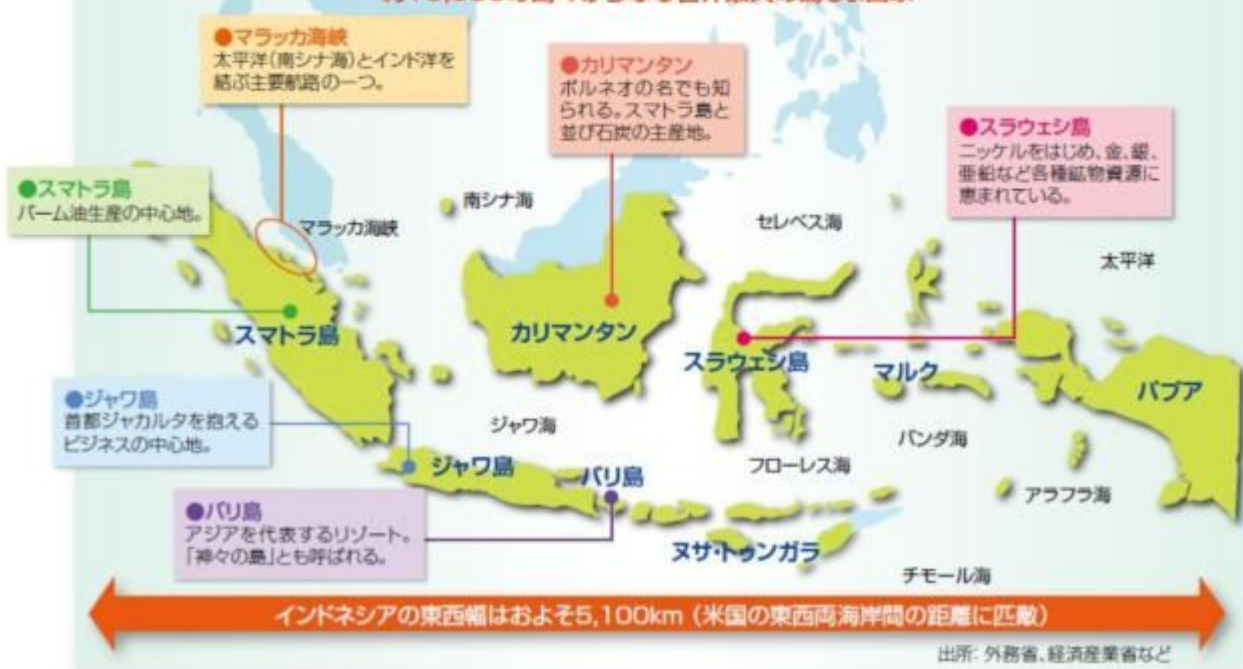 ●マラッカ海峡
太平洋(南シナ海)とインド洋を
結ぶ主要航路の一つ。
●カリマンタン
ボルネオの名でも知
られる。スマトラ島と
並び石炭の主産地。
●スラウェシ島
ニッケルをはじめ、金、銀、
亜鉛など各種鉱物資源に
恵まれている。
●スマトラ島
パーム油生産の中心地。
南シナ海
マラッカ海峡
セレベス海
太平洋
スマトラ島
カリマンタン
スラウェシ島
マルク
パプア
●ジャワ島
首都ジャカルタを抱える
ビジネスの中心地。
ジャワ海
バンダ海
ジャワ島
バリ島
フローレス海
アラフラ海
●バリ島
アジアを代表するリゾート。
「神々の島」とも呼ばれる。
ヌサ・トゥンガラ
チモール海
インドネシアの東西幅はおよそ5,100km (米国の東西両海岸間の距離に匹敵)
出所: 外務省、経済産業省など